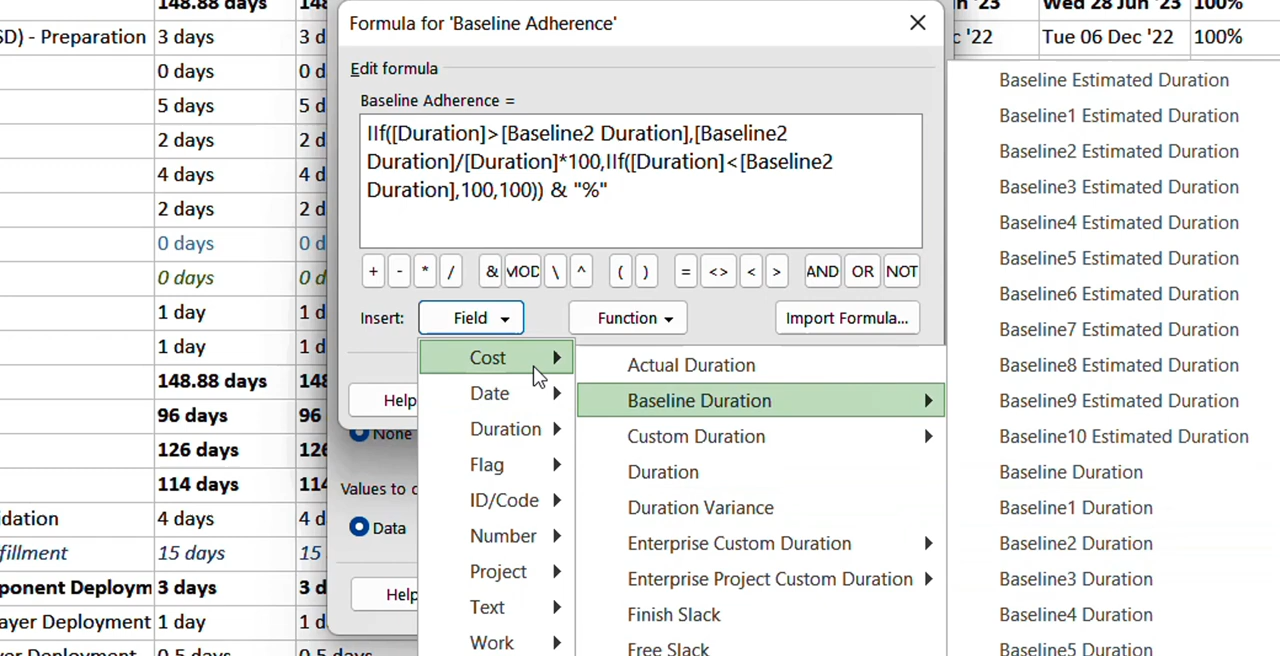 148.88 days
Wed 28 Jun '23 100%
Formula for 'Baseline Adherence'
SD) - Preparation 3 days 3 d
Tue 06 Dec '22 100%
Edit formula
0 days 0 d
Baseline Adherence =
5 days 5 d
IIf([Duration]>[Baseline2 Duration],[Baseline2
Duration]/[Duration]*100,IIf([Duration]<[Baseline2
Duration],100,100)) & "%"
2 days 2 d
4 days 4 d
2 days 2 d
0 days 0 d
0 days 0 d
1 day 1 d
1 day 1 d
148.88 days 148
96 days 96
126 days 126
114 days 114
dation 4 days 4 d
fillment 15 days 15
ponent Deploym 3 days 3 d
ayer Deployment 1 day 1 d
0.5 days 0.5 days
+ - * / & MOD \ ^ ( ) = <> < > AND OR NOT
Insert: Field Function Import Formula...
Help
None
Values to
Data
Help
Cost
Date
Duration
Flag
ID/Code
Number
Project
Text
Work
Actual Duration
Baseline Duration
Custom Duration
Duration
Duration Variance
Enterprise Custom Duration
Enterprise Project Custom Duration
Finish Slack
Free Slack
Baseline Estimated Duration
Baseline1 Estimated Duration
Baseline2 Estimated Duration
Baseline3 Estimated Duration
Baseline4 Estimated Duration
Baseline5 Estimated Duration
Baseline6 Estimated Duration
Baseline7 Estimated Duration
Baseline8 Estimated Duration
Baseline9 Estimated Duration
Baseline10 Estimated Duration
Baseline Duration
Baseline1 Duration
Baseline2 Duration
Baseline3 Duration
Baseline4 Duration
Baseline5 Duration